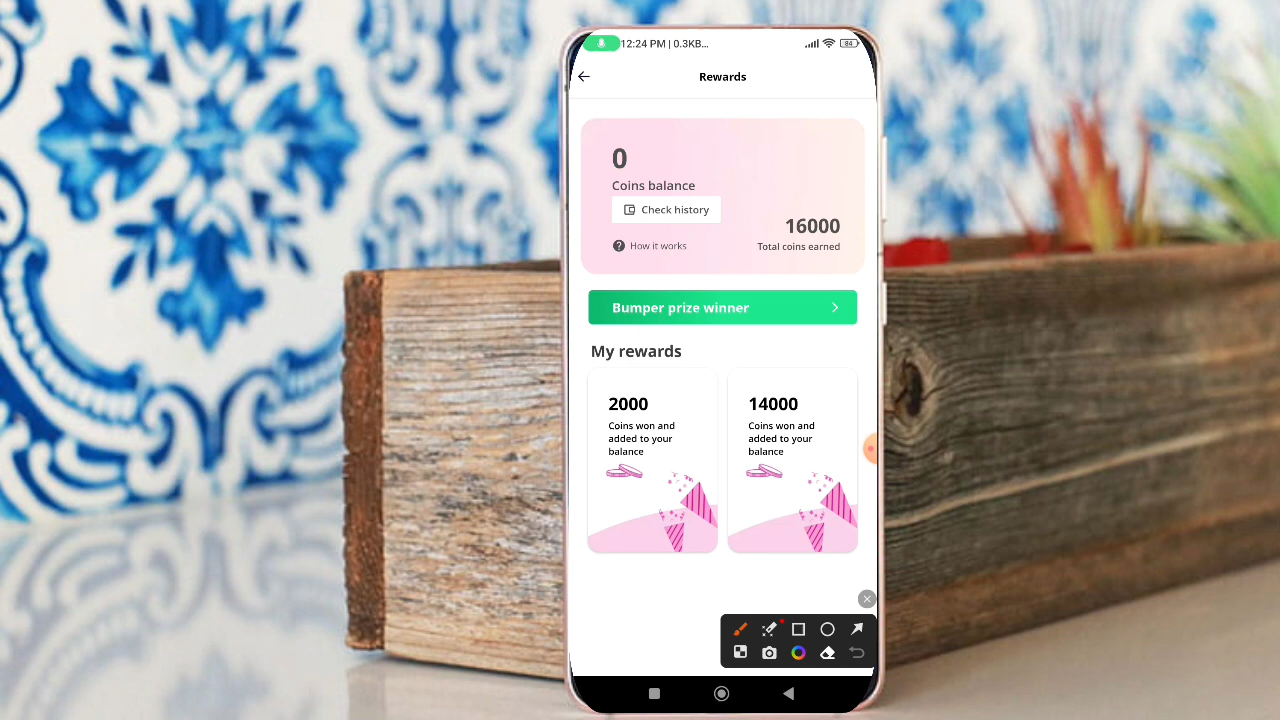 12:24 PM | 0.3KB...
84
Rewards
0
Coins balance
Check history
16000
How it works
Total coins earned
Bumper prize winner
My rewards
2000
Coins won and
added to your
balance
14000
Coins won and
added to your
balance